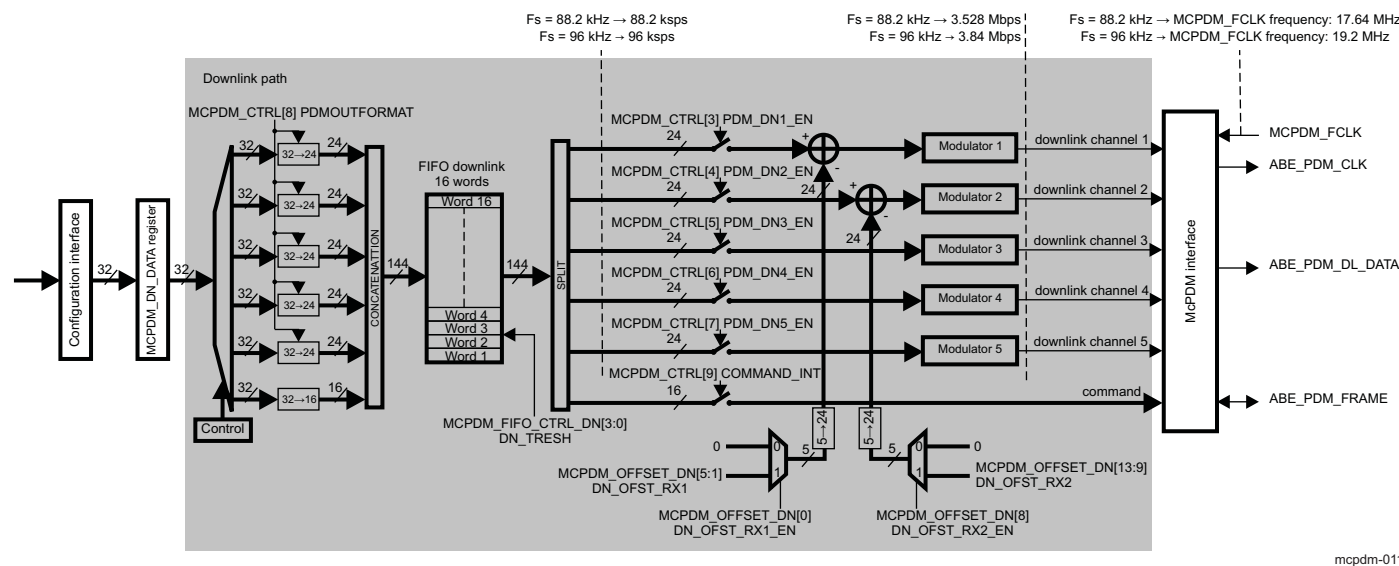 Fs = 88.2 kHz → 88.2 ksps
Fs = 96 kHz → 96 ksps
Fs = 88.2 kHz → 3.528 Mbps
Fs = 96 kHz → 3.84 Mbps
Fs = 88.2 kHz → MCPDM_FCLK frequency: 17.64 MHz
Fs = 96 kHz → MCPDM_FCLK frequency: 19.2 MHz
Downlink path
MCPDM_CTRL[8] PDMOUTFORMAT
Configuration interface
32
MCPDM_DN_DATA register
32
32
32→24
24
32
32→24
24
32
32→24
24
32
32→24
24
32
32→24
24
32
32→16
16
Control
CONCATENATTION
144
FIFO downlink
16 words
Word 16
Word 4
Word 3
Word 2
Word 1
MCPDM_FIFO_CTRL_DN[3:0]
DN_TRESH
144
SPLIT
MCPDM_CTRL[3] PDM_DN1_EN
24
+
-
Modulator 1
downlink channel 1
MCPDM_CTRL[4] PDM_DN2_EN
24
24
+
-
Modulator 2
downlink channel 2
MCPDM_CTRL[5] PDM_DN3_EN
24
24
Modulator 3
downlink channel 3
MCPDM_CTRL[6] PDM_DN4_EN
24
Modulator 4
downlink channel 4
MCPDM_CTRL[7] PDM_DN5_EN
24
Modulator 5
downlink channel 5
MCPDM_CTRL[9] COMMAND_INT
16
command
5→24
5→24
0
0
1
5
MCPDM_OFFSET_DN[5:1]
DN_OFST_RX1
MCPDM_OFFSET_DN[0]
DN_OFST_RX1_EN
5
0
1
0
MCPDM_OFFSET_DN[13:9]
DN_OFST_RX2
MCPDM_OFFSET_DN[8]
DN_OFST_RX2_EN
McPDM interface
MCPDM_FCLK
ABE_PDM_CLK
ABE_PDM_DL_DATA
ABE_PDM_FRAME
mcpdm-011